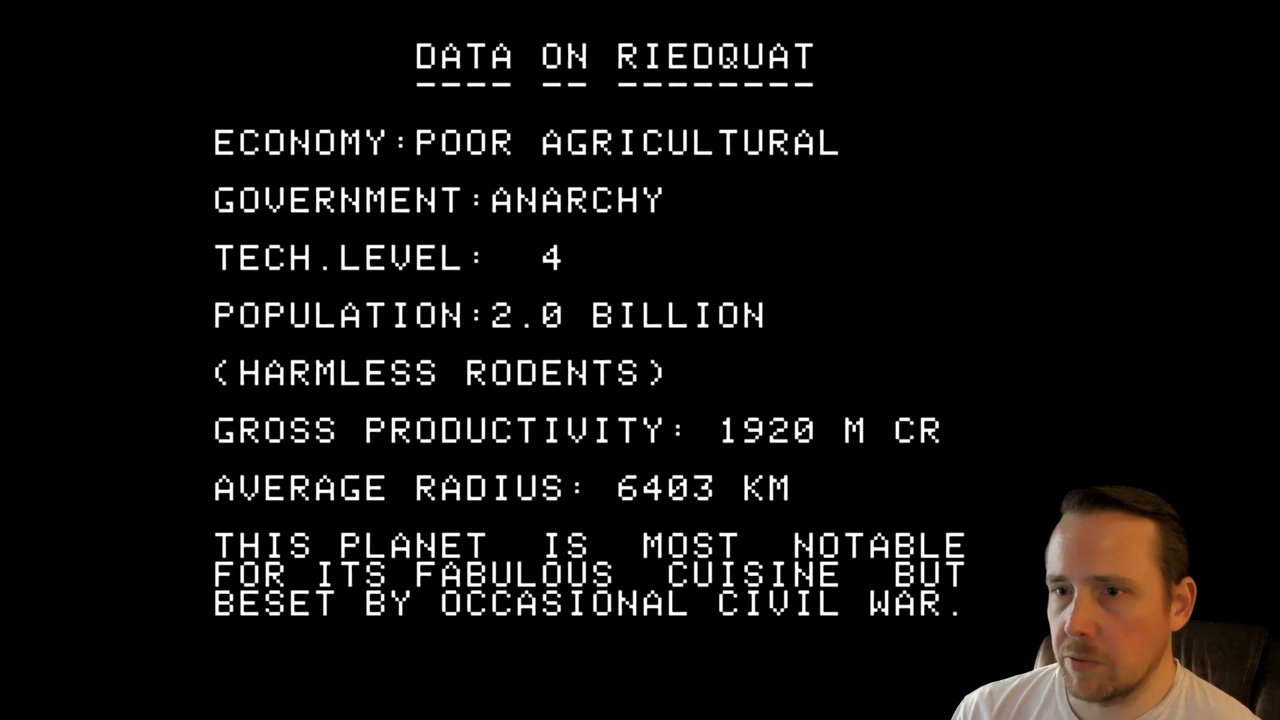 DATA ON RIEDQUAT
---- -- --------
ECONOMY:POOR AGRICULTURAL
GOVERNMENT:ANARCHY
TECH.LEVEL:  4
POPULATION:2.0 BILLION
(HARMLESS RODENTS)
GROSS PRODUCTIVITY: 1920 M CR
AVERAGE RADIUS: 6403 KM
THIS PLANET  IS  MOST  NOTABLE
FOR ITS FABULOUS  CUISINE  BUT
BESET BY OCCASIONAL CIVIL WAR.